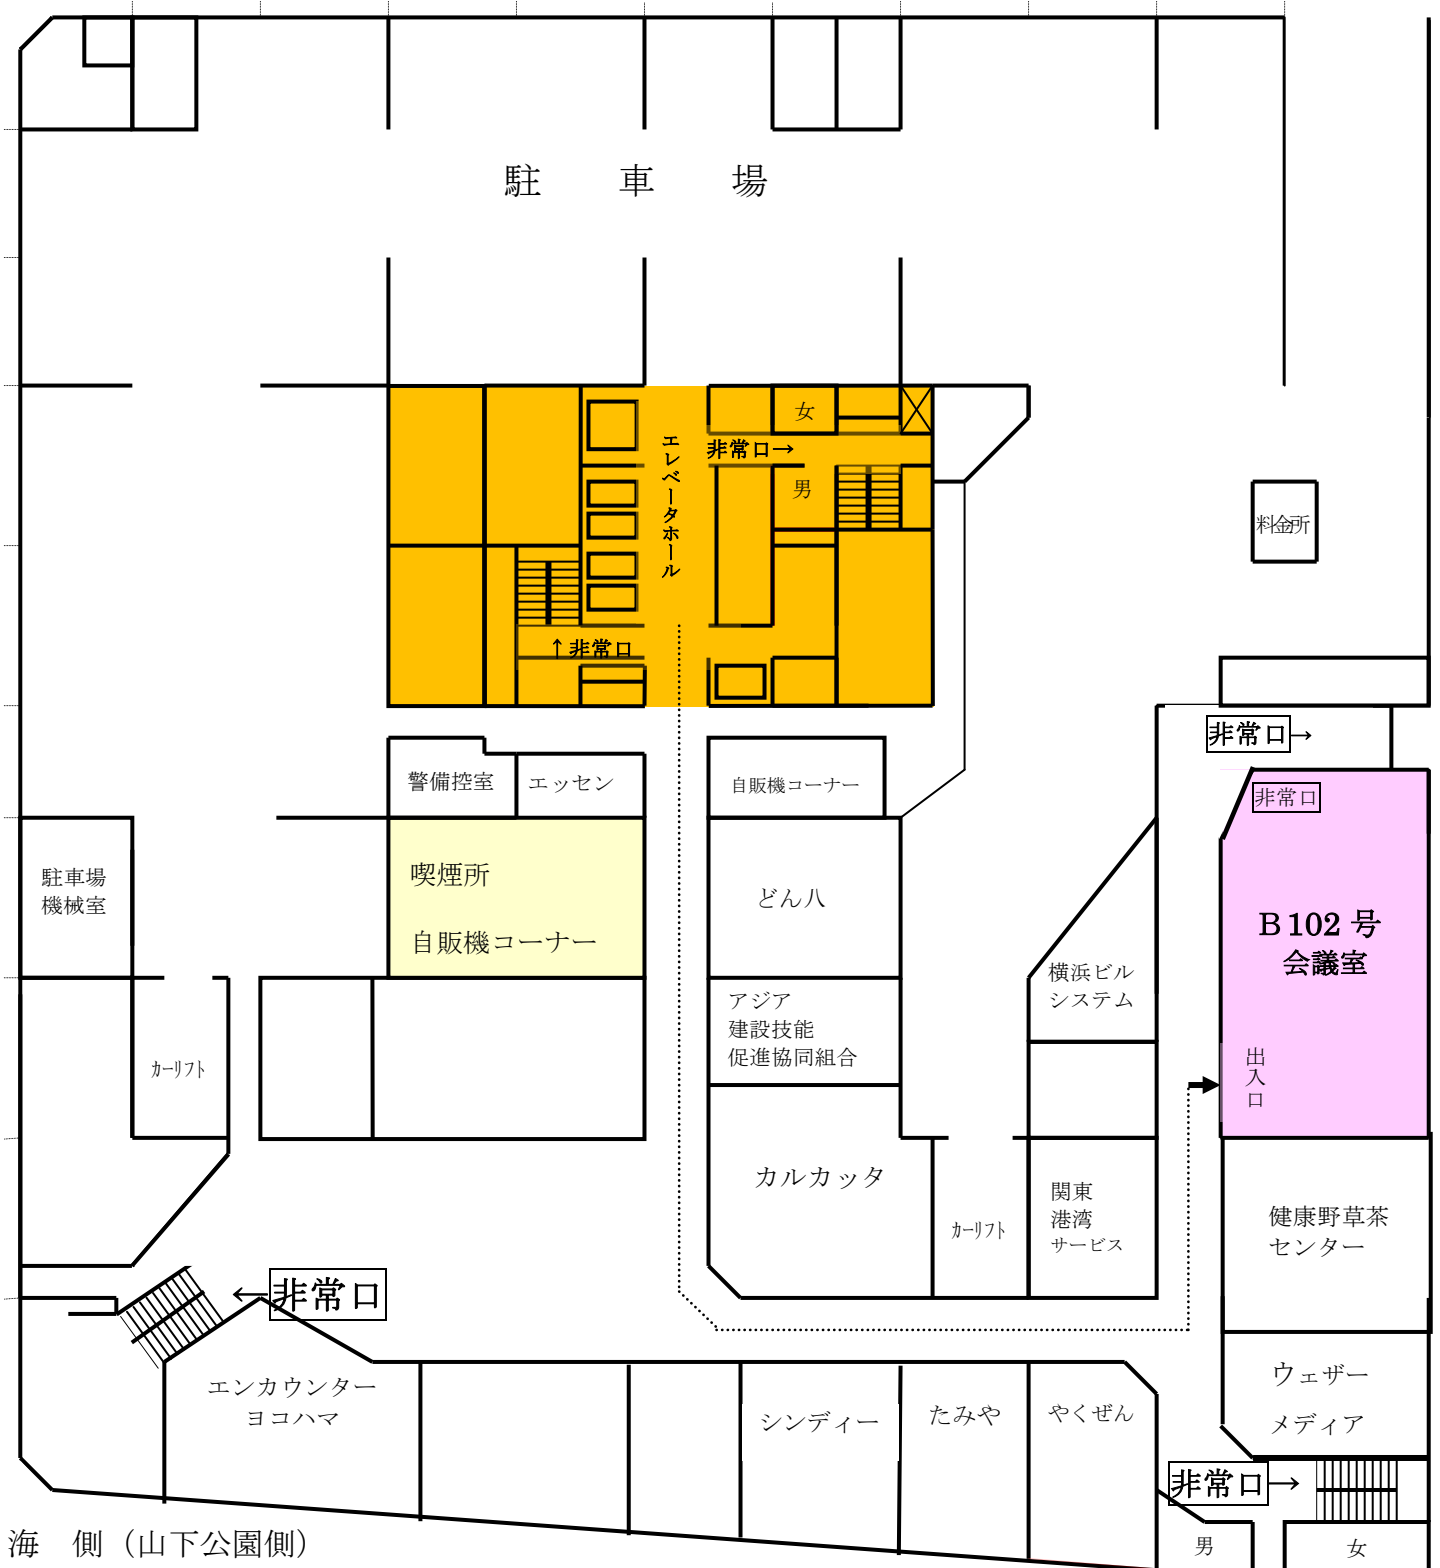 駐　車　場
女
エレベータホール
非常口→
男
料金所
↑非常口
非常口→
警備控室
エッセン
自販機コーナー
非常口
喫煙所
自販機コーナー
駐車場
機械室
どん八
B102号
会議室
横浜ビル
システム
アジア
建設技能
促進協同組合
カーリフト
出入口
カルカッタ
カーリフト
関東
港湾
サービス
健康野草茶
センター
←非常口
エンカウンター
ヨコハマ
シンディー
たみや
やくぜん
ウェザー
メディア
非常口→
海　側（山下公園側）
男
女